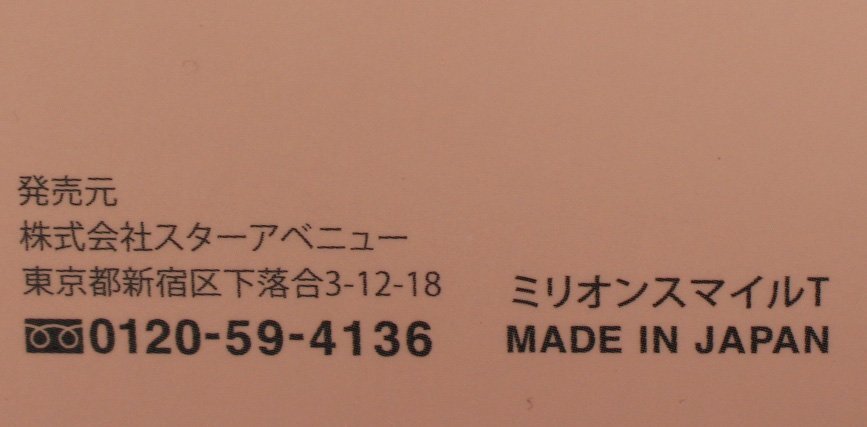 発売元
株式会社スターアベニュー
東京都新宿区下落合3-12-18
0120-59-4136
ミリオンスマイルT
MADE IN JAPAN